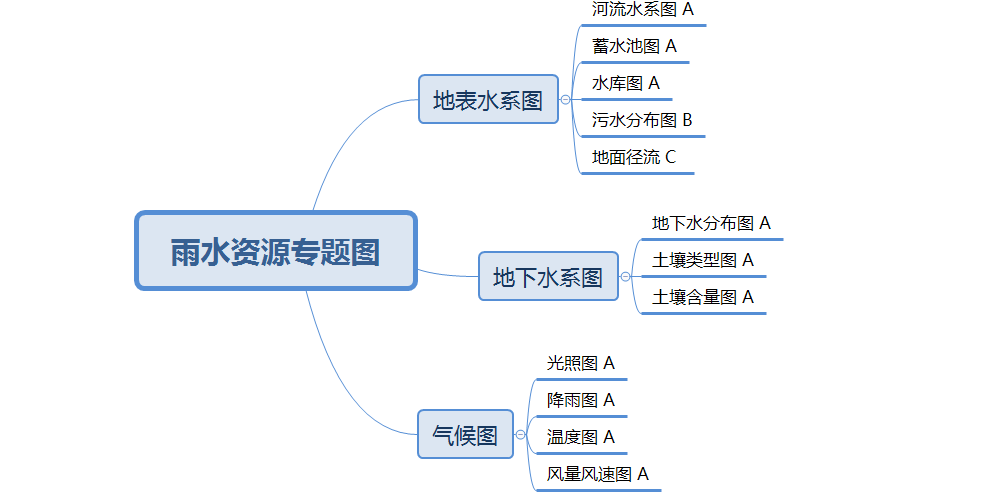 雨水资源专题图
地表水系图
河流水系图 A
蓄水池图 A
水库图 A
污水分布图 B
地面径流 C
地下水系图
地下水分布图 A
土壤类型图 A
土壤含量图 A
气候图
光照图 A
降雨图 A
温度图 A
风量风速图 A